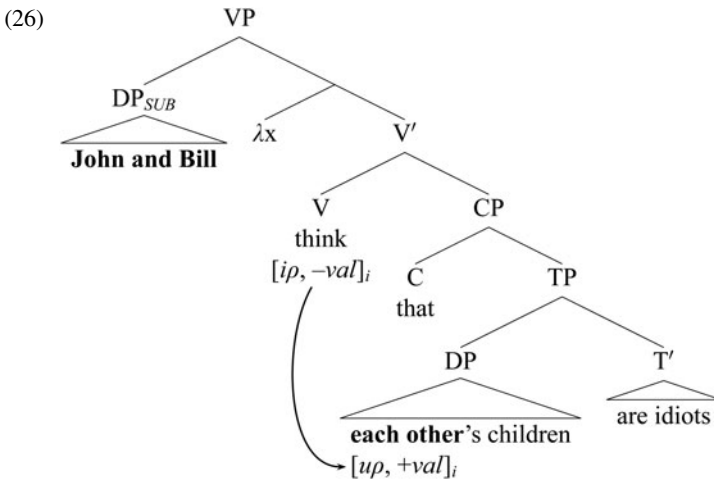 (26) VP
DP_SUB
John and Bill
λx V′
V CP
think
[iρ, −val]_i
C TP
that
DP T′
each other's children
are idiots
[uρ, +val]_i